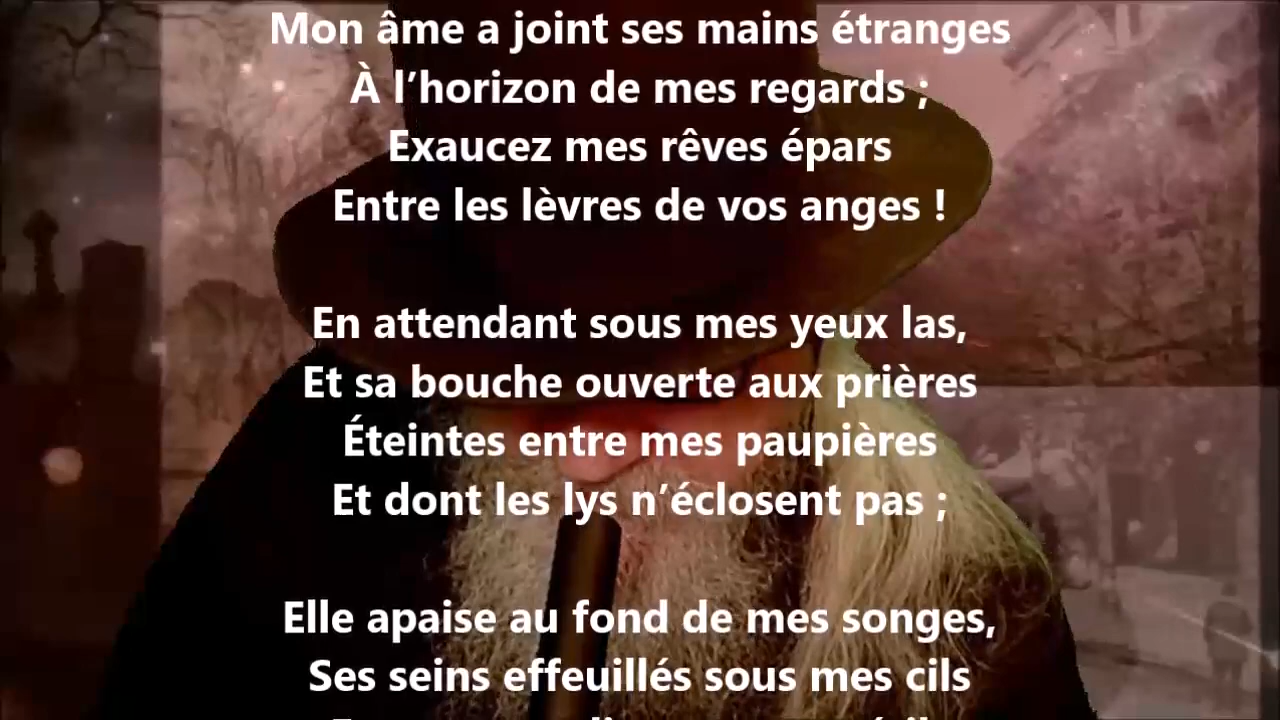 Mon âme a joint ses mains étranges
À l’horizon de mes regards ;
Exaucez mes rêves épars
Entre les lèvres de vos anges !
En attendant sous mes yeux las,
Et sa bouche ouverte aux prières
Éteintes entre mes paupières
Et dont les lys n’éclosent pas ;
Elle apaise au fond de mes songes,
Ses seins effeuillés sous mes cils